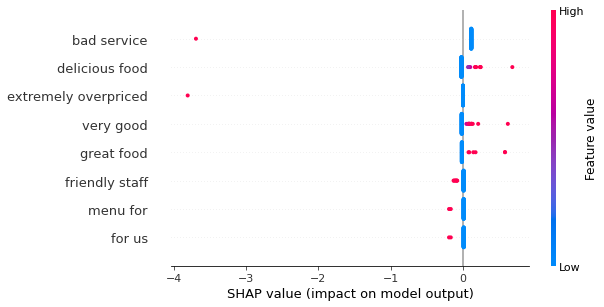 High
bad service
delicious food
extremely overpriced
very good
great food
friendly staff
menu for
for us
Feature value
Low
−4 −3 −2 −1 0
SHAP value (impact on model output)